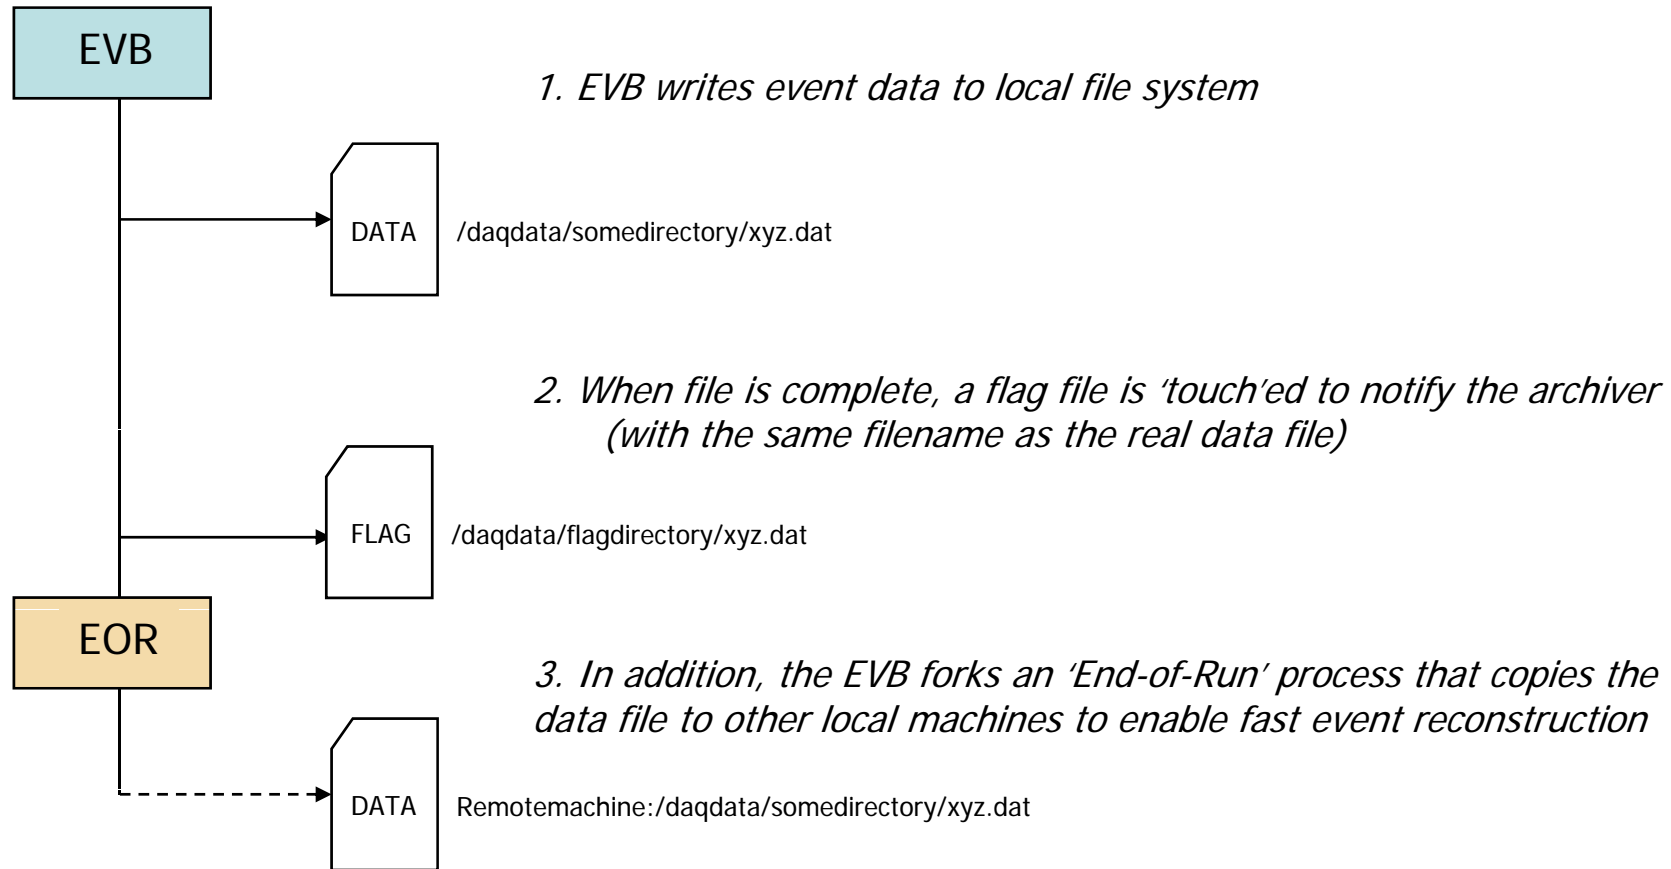 EVB
1. EVB writes event data to local file system
DATA
/daqdata/somedirectory/xyz.dat
2. When file is complete, a flag file is ‘touch’ed to notify the archiver
(with the same filename as the real data file)
FLAG
/daqdata/flagdirectory/xyz.dat
EOR
3. In addition, the EVB forks an ‘End-of-Run’ process that copies the
data file to other local machines to enable fast event reconstruction
DATA
Remotemachine:/daqdata/somedirectory/xyz.dat